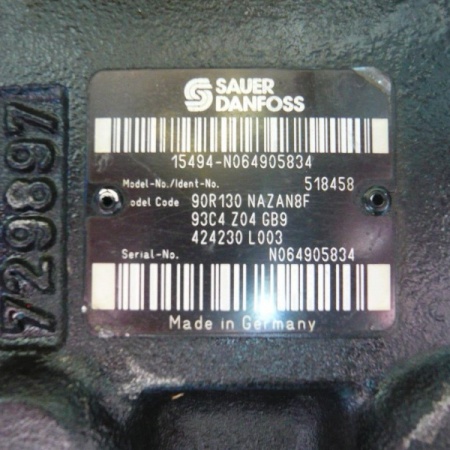 SAUER
DANFOSS
15494-N064905834
Model-No./Ident-No. 518458
odel Code 90R130 NAZAN8F
93C4 Z04 GB9
424230 L003
Serial-No. N064905834
Made in Germany
729897